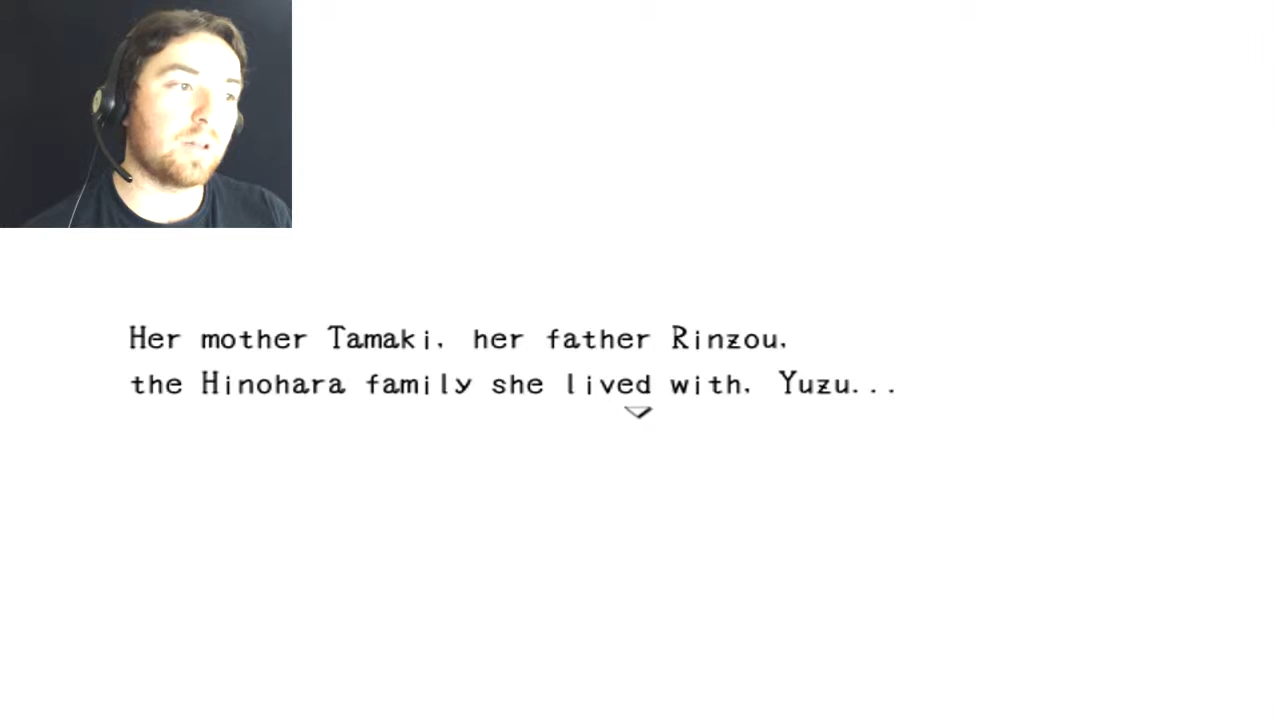 Her mother Tamaki, her father Rinzou,
the Hinohara family she lived with, Yuzu...